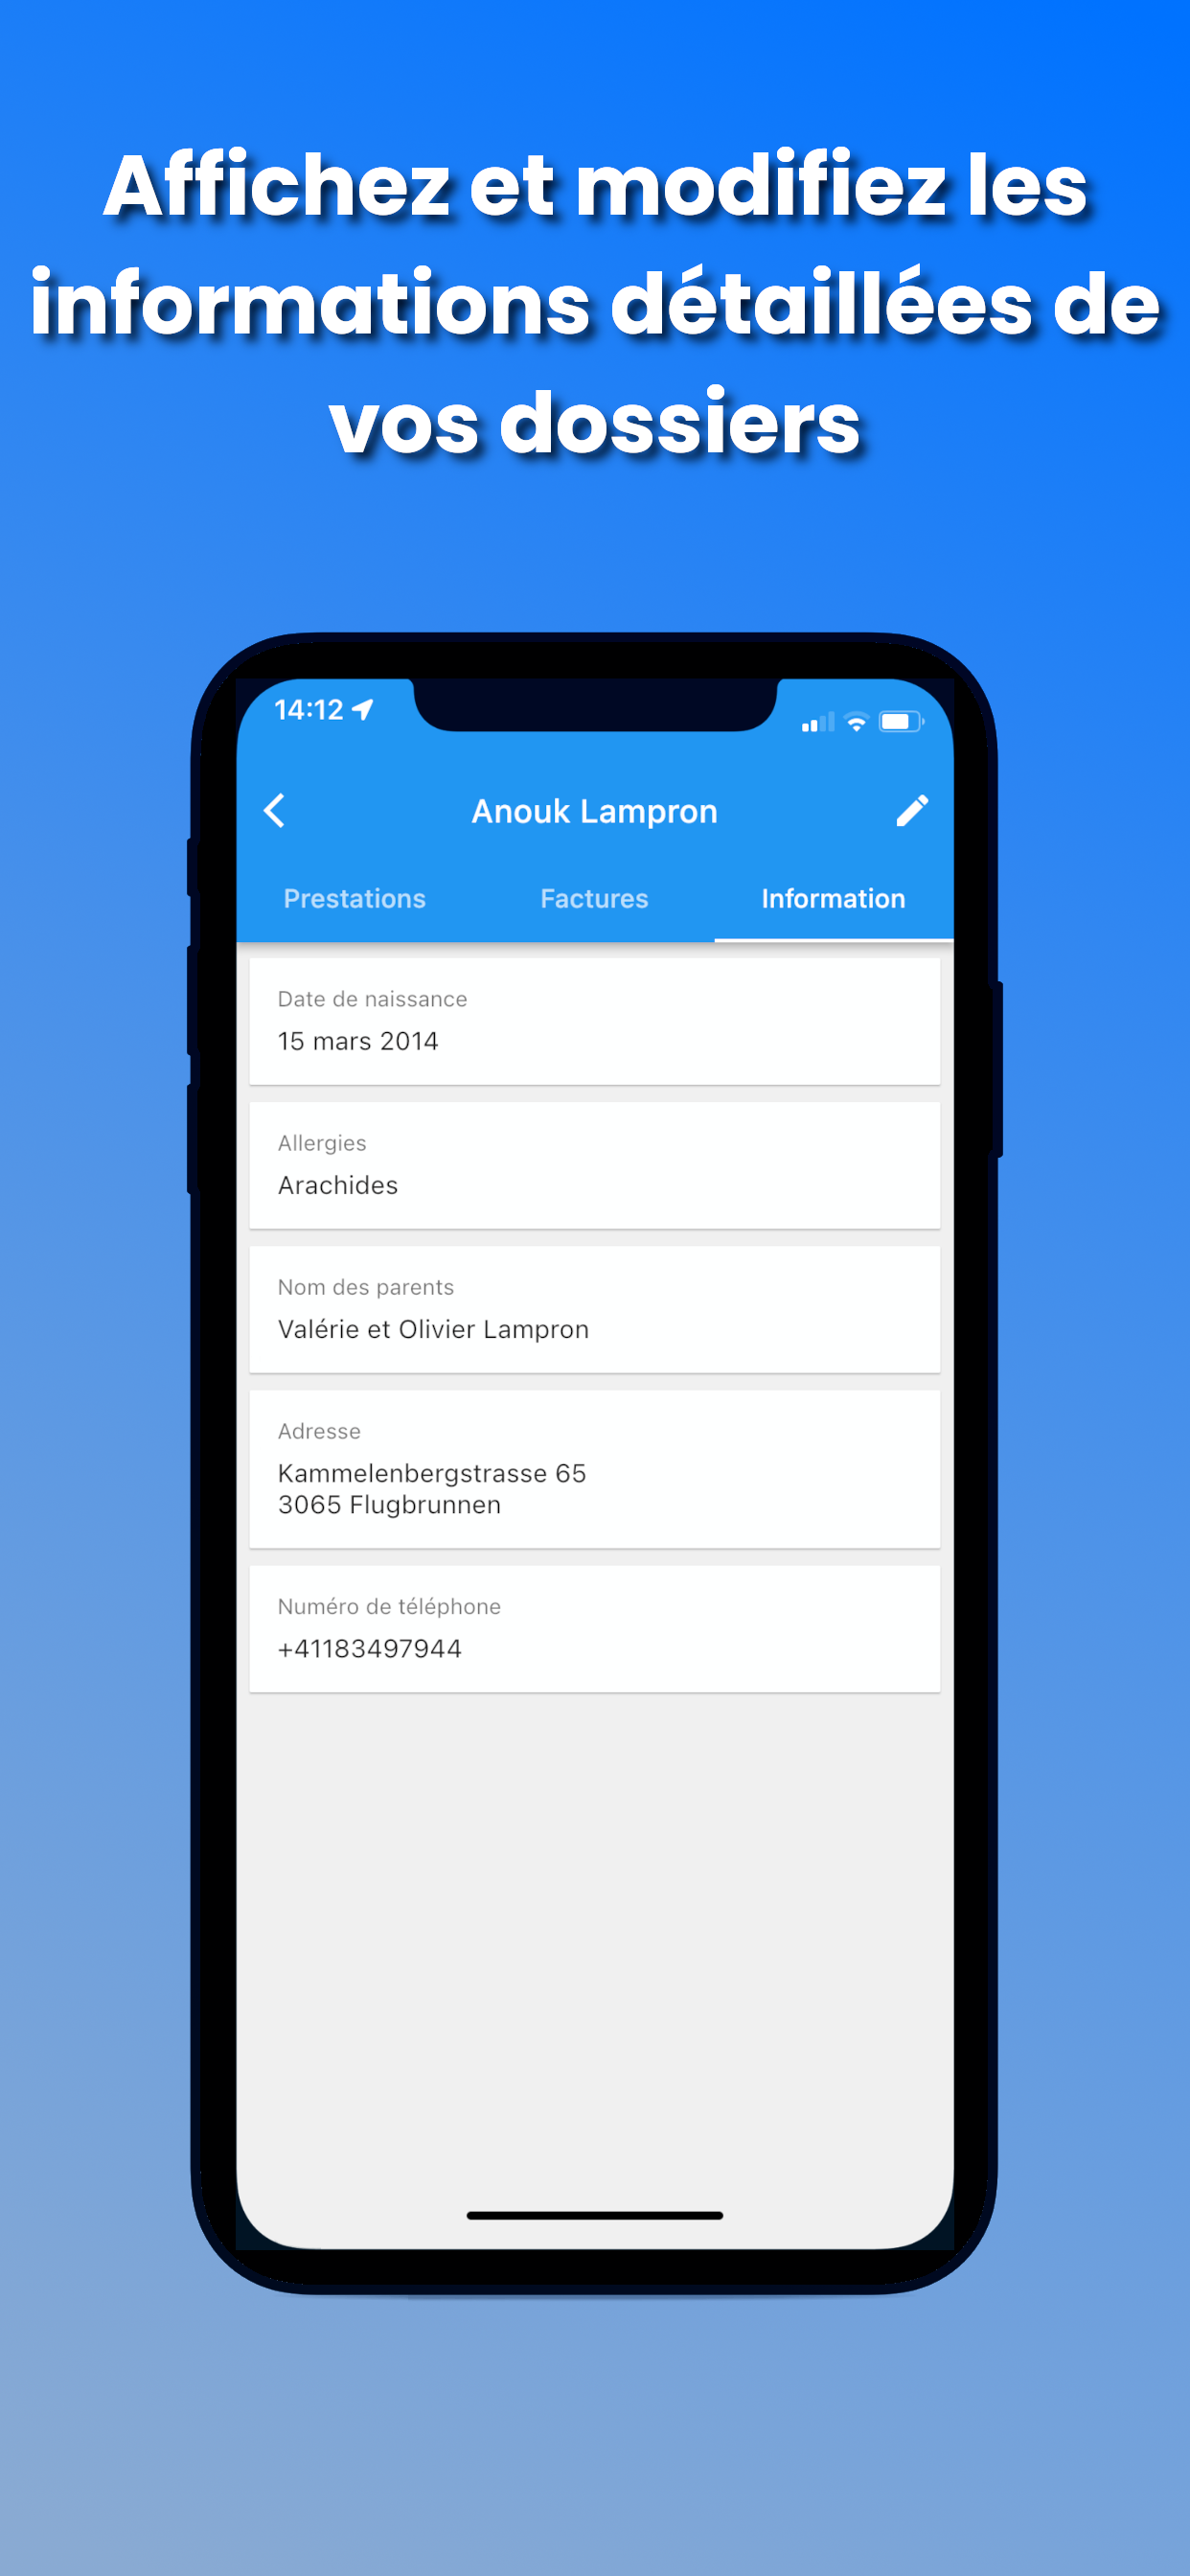 Affichez et modifiez les
informations détaillées de
vos dossiers
14:12
Anouk Lampron
Prestations Factures Information
Date de naissance
15 mars 2014
Allergies
Arachides
Nom des parents
Valérie et Olivier Lampron
Adresse
Kammelenbergstrasse 65
3065 Flugbrunnen
Numéro de téléphone
+41183497944